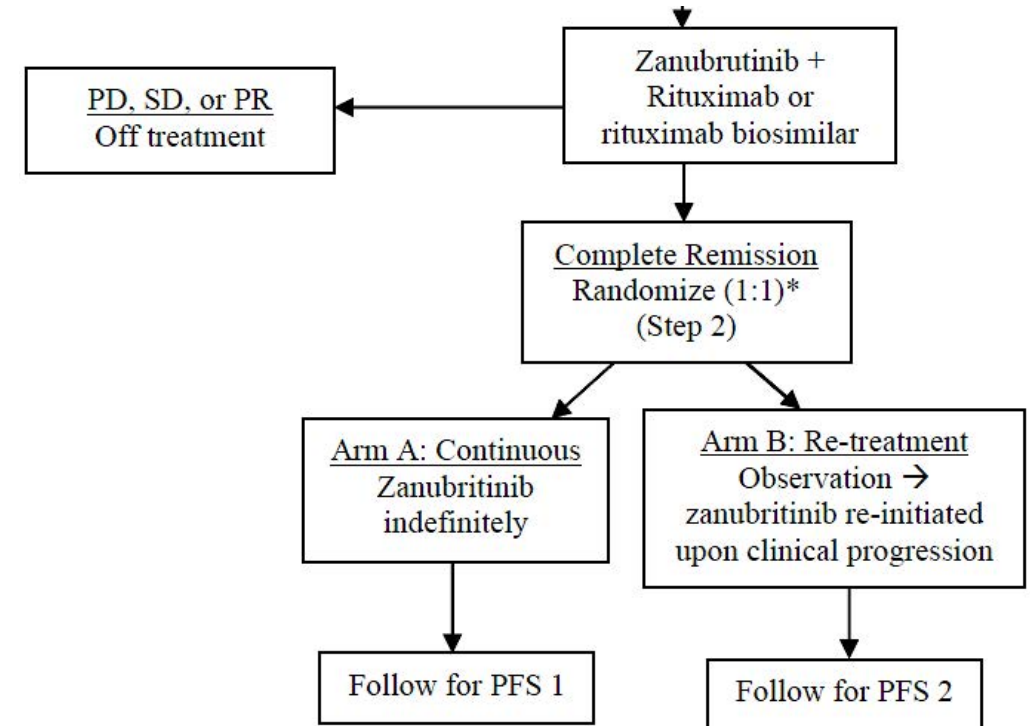 Zanubrutinib +
Rituximab or
rituximab biosimilar
PD, SD, or PR
Off treatment
Complete Remission
Randomize (1:1)*
(Step 2)
Arm A: Continuous
Zanubritinib
indefinitely
Arm B: Re-treatment
Observation →
zanubritinib re-initiated
upon clinical progression
Follow for PFS 1
Follow for PFS 2